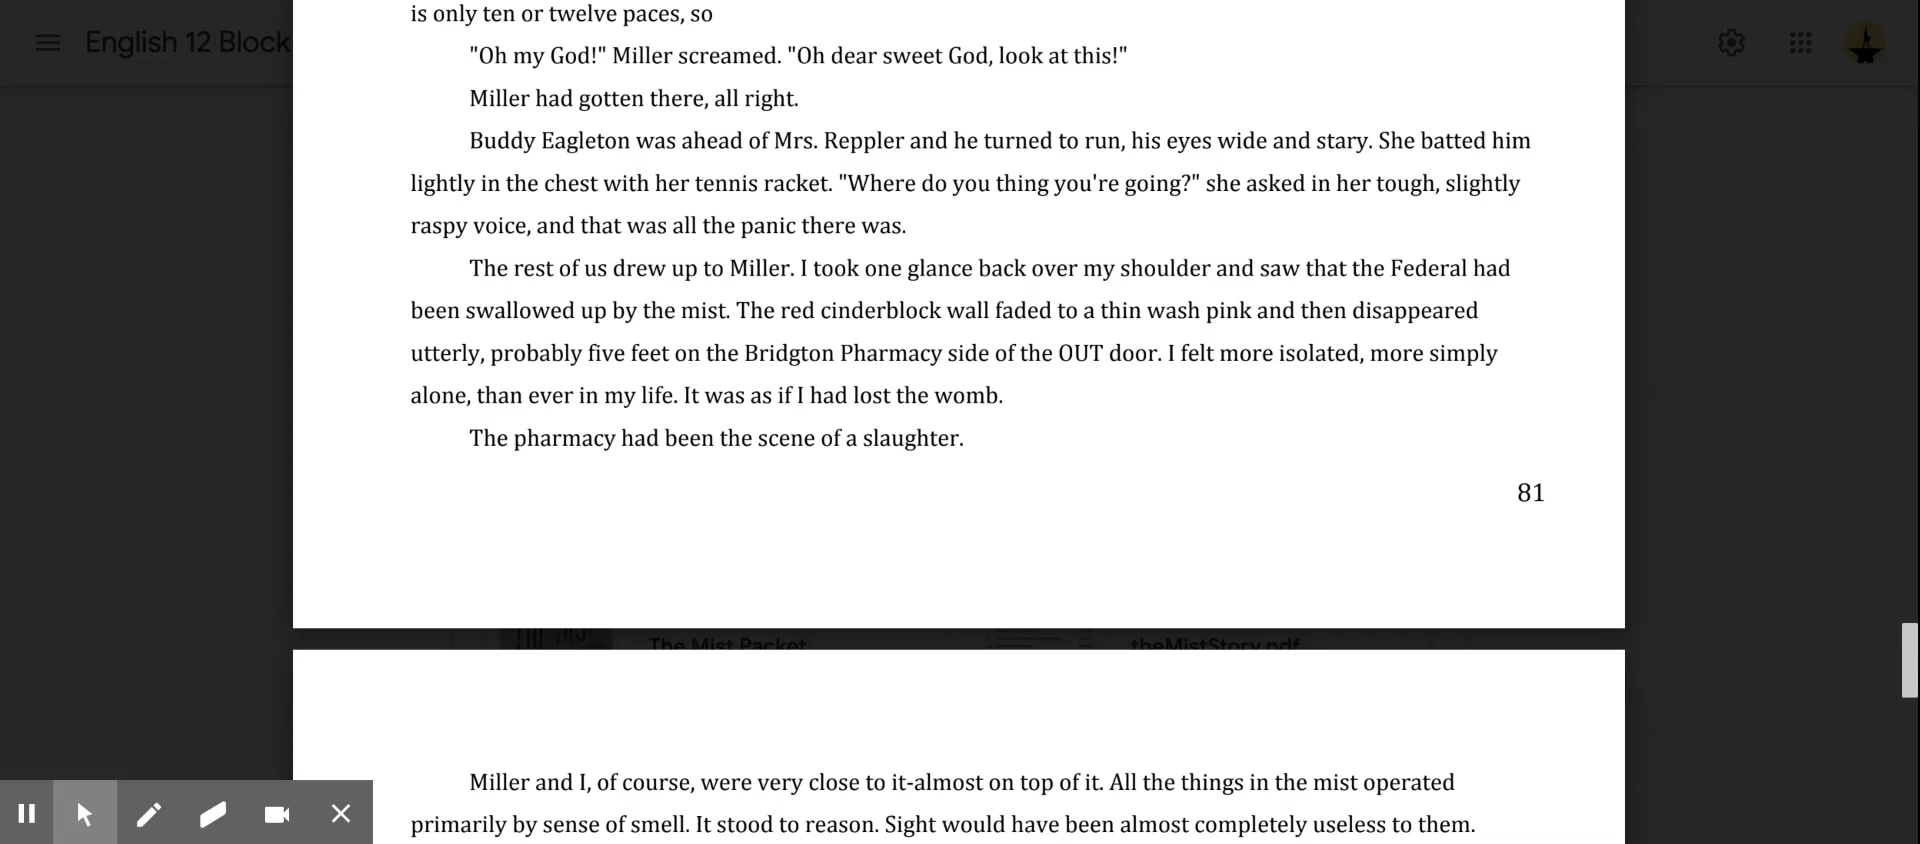 is only ten or twelve paces, so
English 12 Block
"Oh my God!" Miller screamed. "Oh dear sweet God, look at this!"
Miller had gotten there, all right.
Buddy Eagleton was ahead of Mrs. Reppler and he turned to run, his eyes wide and stary. She batted him
lightly in the chest with her tennis racket. "Where do you thing you're going?" she asked in her tough, slightly
raspy voice, and that was all the panic there was.
The rest of us drew up to Miller. I took one glance back over my shoulder and saw that the Federal had
been swallowed up by the mist. The red cinderblock wall faded to a thin wash pink and then disappeared
utterly, probably five feet on the Bridgton Pharmacy side of the OUT door. I felt more isolated, more simply
alone, than ever in my life. It was as if I had lost the womb.
The pharmacy had been the scene of a slaughter.
81
The Mist Packet theMistStory.pdf
Miller and I, of course, were very close to it-almost on top of it. All the things in the mist operated
primarily by sense of smell. It stood to reason. Sight would have been almost completely useless to them.